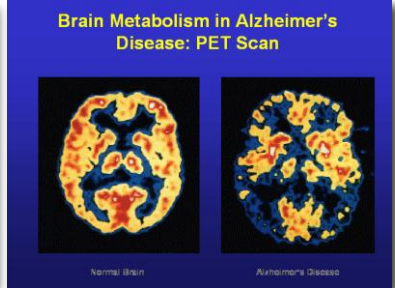 Brain Metabolism in Alzheimer's
Disease: PET Scan
Normal Brain
Alzheimer's Disease